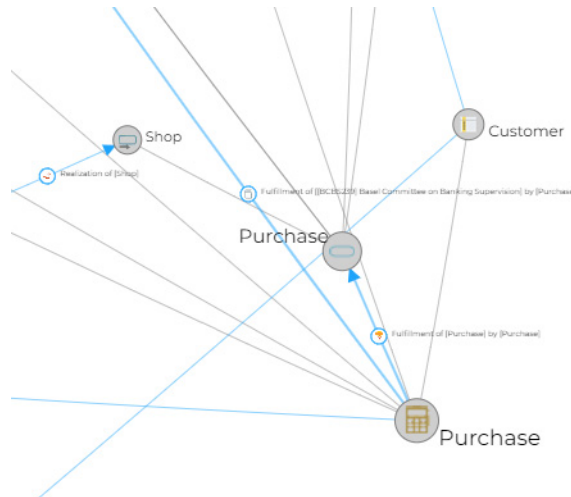 Shop
Customer
Realization of [Shop]
Fulfillment of [[BCBS239] Basel Committee on Banking Supervision] by [Purchase
Purchase
Fulfillment of [Purchase] by [Purchase]
Purchase